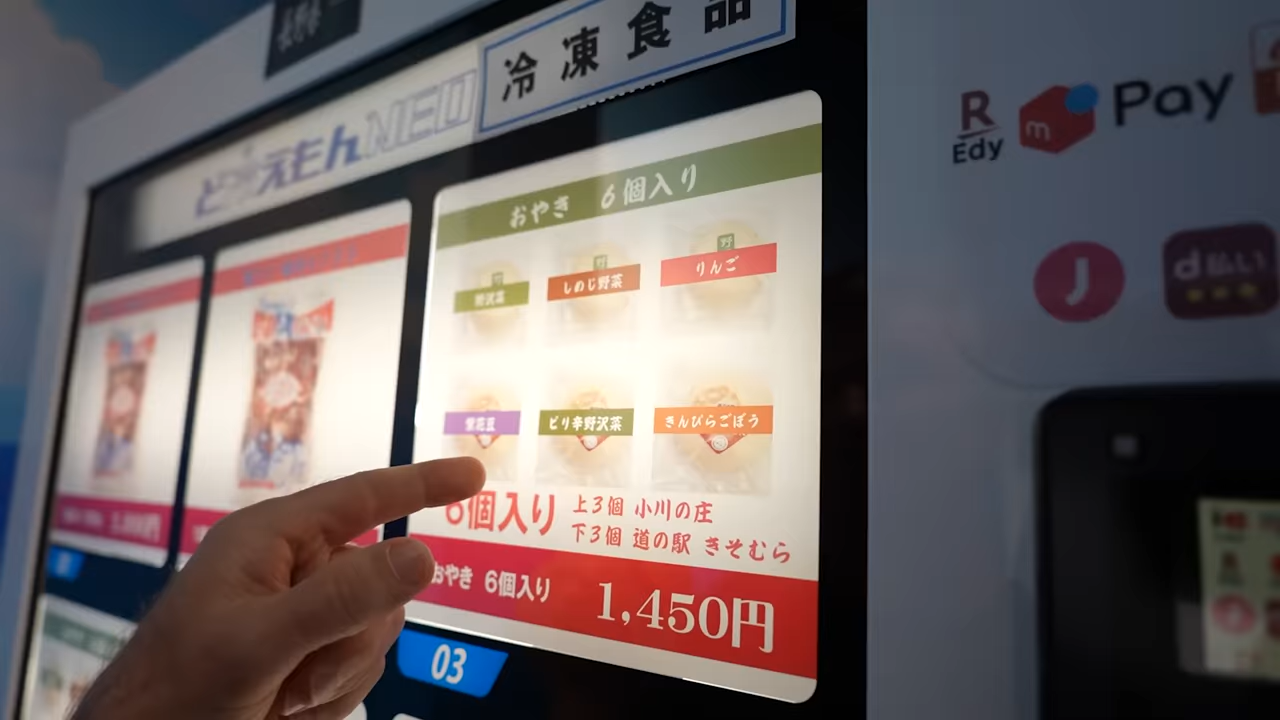 冷凍食品
ど えもんNEO
おやき 6個入り
野沢菜
しめじ野菜
りんご
紫花豆
ピリ辛野沢菜
きんぴらごぼう
6個入り
上3個 小川の庄
下3個 道の駅 きそむら
おやき 6個入り
1,450円
03
R
Edy
m
Pay
J
d払い